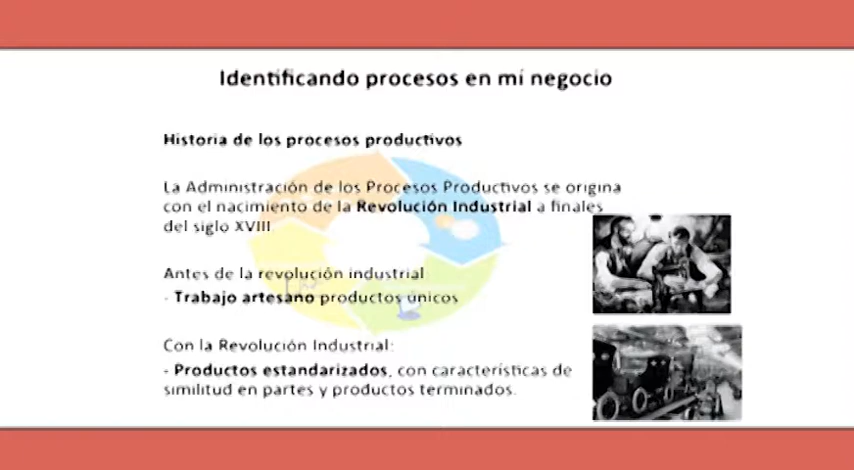 Identificando procesos en mi negocio
Historia de los procesos productivos
La Administración de los Procesos Productivos se origina
con el nacimiento de la Revolución Industrial a finales
del siglo XVIII
Antes de la revolución industrial
- Trabajo artesano productos únicos
Con la Revolución Industrial:
- Productos estandarizados, con características de
similitud en partes y productos terminados.